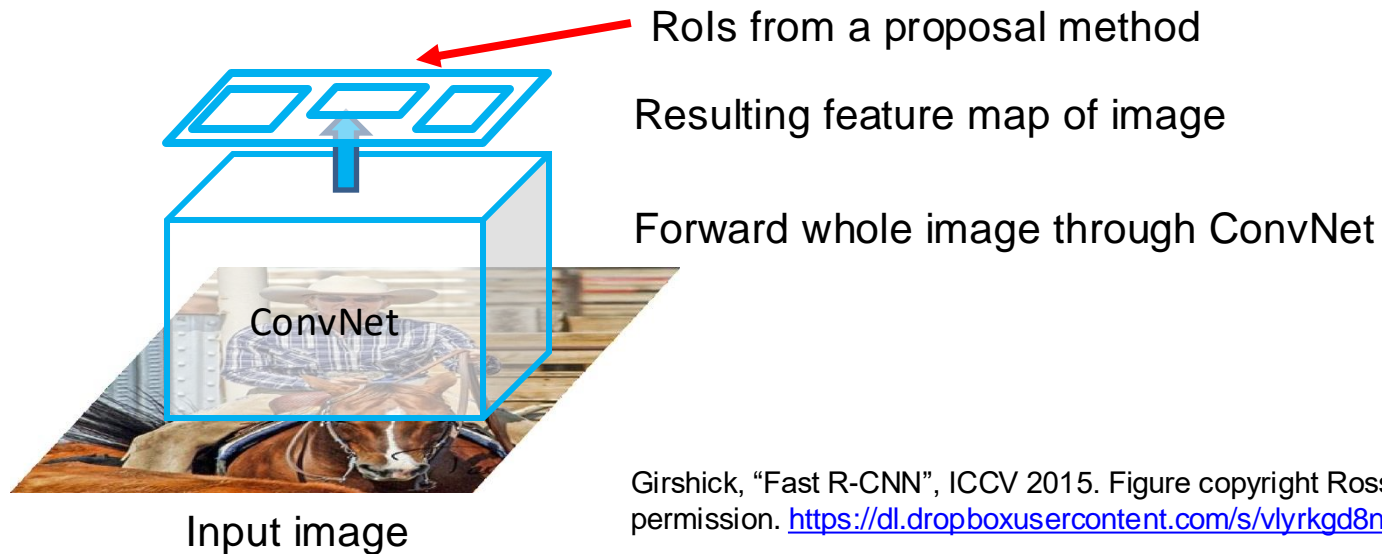 RoIs from a proposal method
Resulting feature map of image
Forward whole image through ConvNet
ConvNet
Girshick, “Fast R-CNN”, ICCV 2015. Figure copyright Ross
permission. https://dl.dropboxusercontent.com/s/vlyrkgd8n
Input image